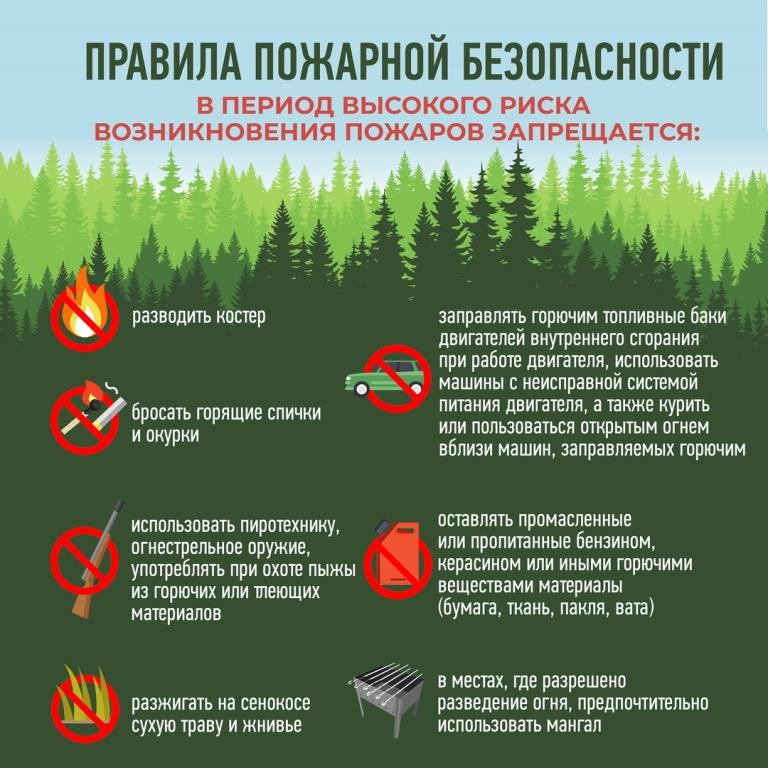 ПРАВИЛА ПОЖАРНОЙ БЕЗОПАСНОСТИ
В ПЕРИОД ВЫСОКОГО РИСКА
ВОЗНИКНОВЕНИЯ ПОЖАРОВ ЗАПРЕЩАЕТСЯ:
разводить костер
бросать горящие спички
и окурки
использовать пиротехнику,
огнестрельное оружие,
употреблять при охоте пыжы
из горючих или тлеющих
материалов
разжигать на сенокосе
сухую траву и жнивье
заправлять горючим топливные баки
двигателей внутреннего сгорания
при работе двигателя, использовать
машины с неисправной системой
питания двигателя, а также курить
или пользоваться открытым огнем
вблизи машин, заправляемых горючим
оставлять промасленные
или пропитанные бензином,
керасином или иными горючими
веществами материалы
(бумага, ткань, пакля, вата)
в местах, где разрешено
разведение огня, предпочтительно
использовать мангал